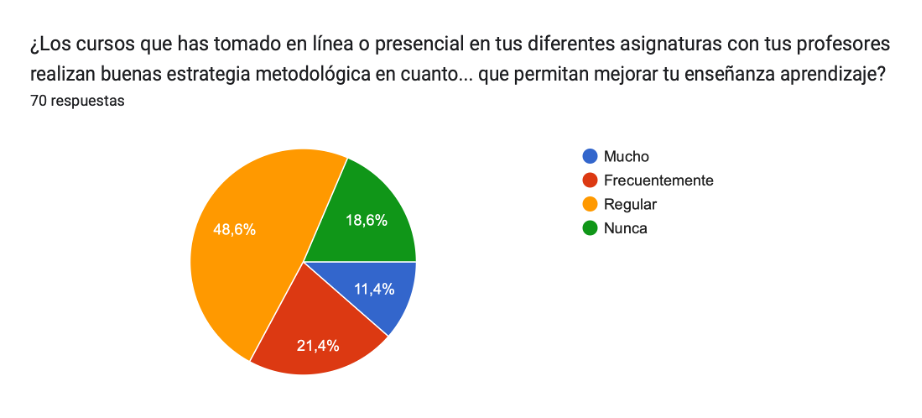 ¿Los cursos que has tomado en línea o presencial en tus diferentes asignaturas con tus profesores
realizan buenas estrategia metodológica en cuanto... que permitan mejorar tu enseñanza aprendizaje?
70 respuestas
Mucho
Frecuentemente
Regular
Nunca
48,6%
18,6%
11,4%
21,4%